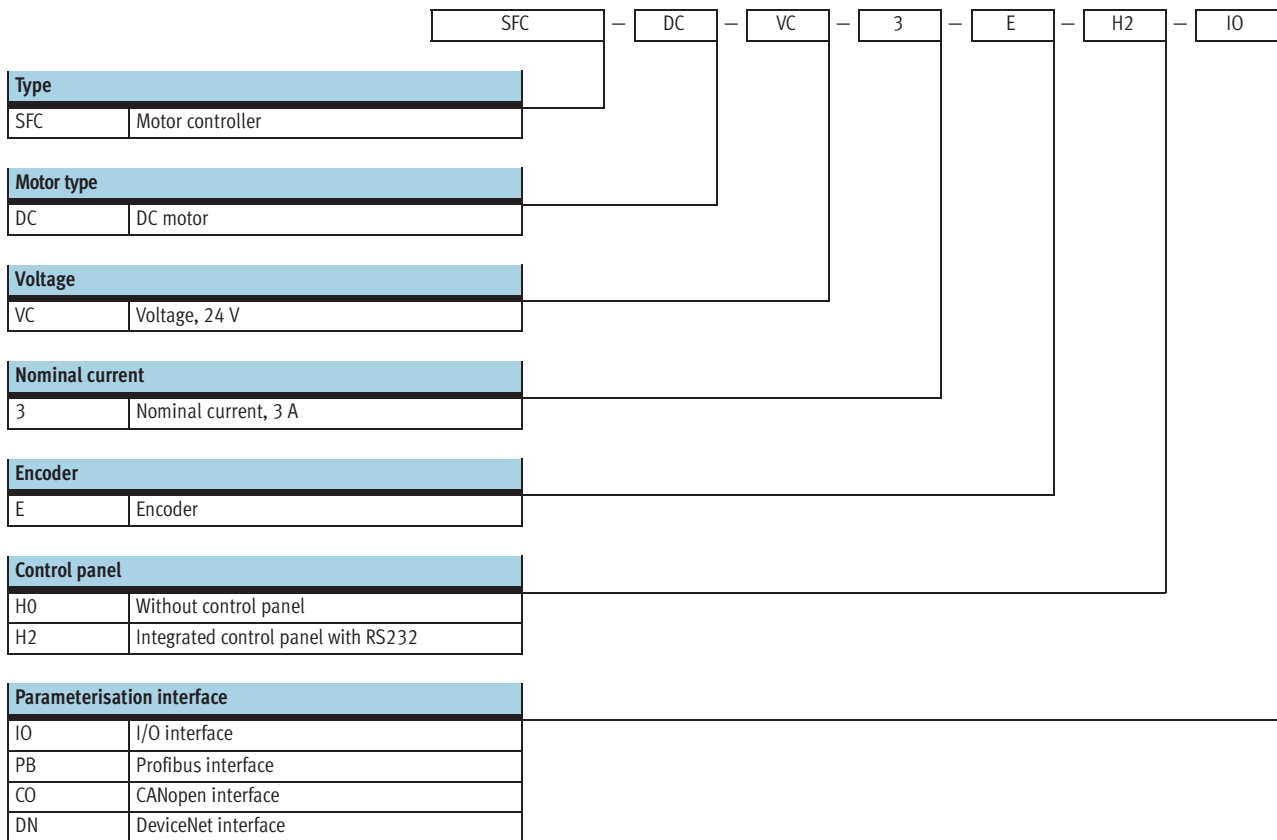 SFC – DC – VC – 3 – E – H2 – IO
Type
SFC Motor controller
Motor type
DC DC motor
Voltage
VC Voltage, 24 V
Nominal current
3 Nominal current, 3 A
Encoder
E Encoder
Control panel
H0 Without control panel
H2 Integrated control panel with RS232
Parameterisation interface
IO I/O interface
PB Profibus interface
CO CANopen interface
DN DeviceNet interface